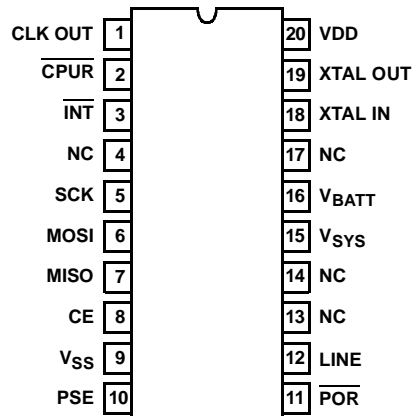 CLK OUT 1 20 VDD
CPUR 2 19 XTAL OUT
INT 3 18 XTAL IN
NC 4 17 NC
SCK 5 16 VBATT
MOSI 6 15 VSYS
MISO 7 14 NC
CE 8 13 NC
VSS 9 12 LINE
PSE 10 11 POR